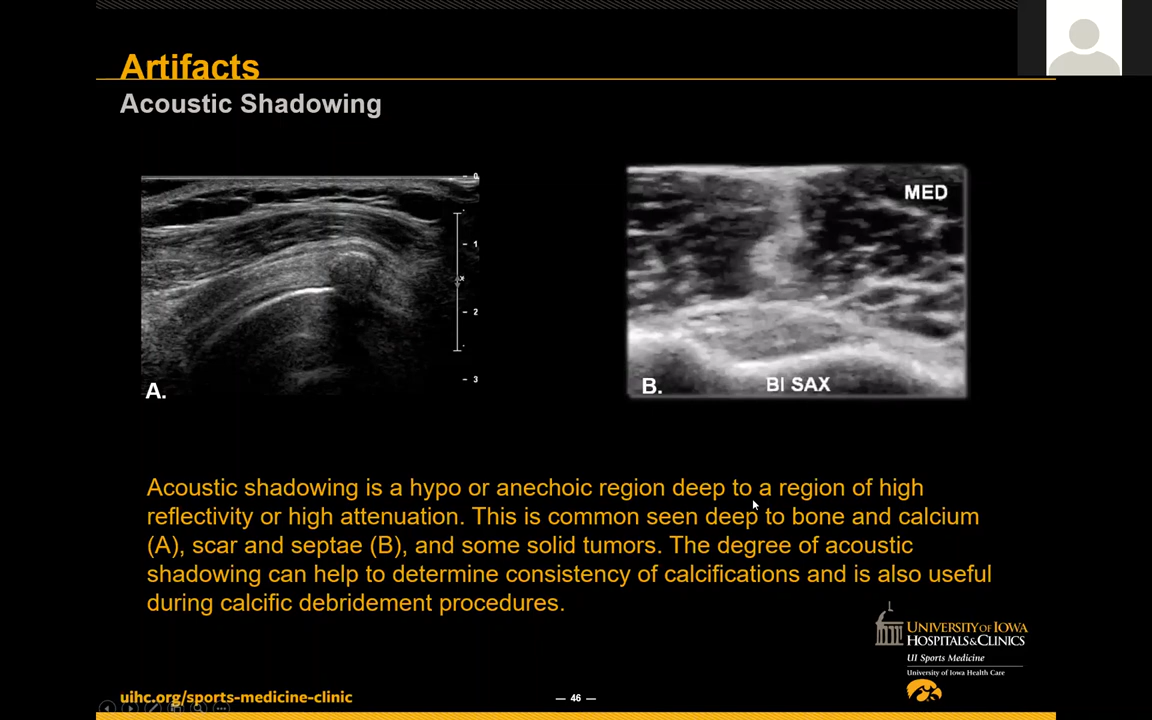 Artifacts
Acoustic Shadowing
0
1
2
3
A.
MED
B.
BI SAX
Acoustic shadowing is a hypo or anechoic region deep to a region of high
reflectivity or high attenuation. This is common seen deep to bone and calcium
(A), scar and septae (B), and some solid tumors. The degree of acoustic
shadowing can help to determine consistency of calcifications and is also useful
during calcific debridement procedures.
UNIVERSITY OF IOWA
HOSPITALS & CLINICS
UI Sports Medicine
University of Iowa Health Care
uihc.org/sports-medicine-clinic
— 46 —